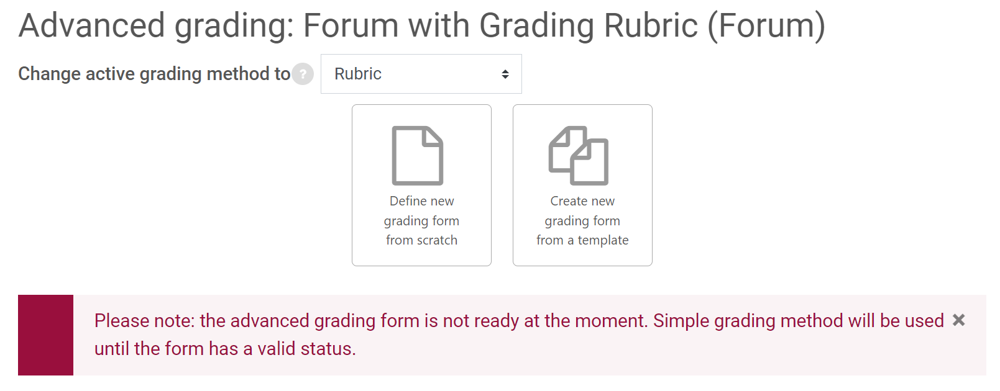 Advanced grading: Forum with Grading Rubric (Forum)
Change active grading method to ? Rubric
Define new
grading form
from scratch
Create new
grading form
from a template
Please note: the advanced grading form is not ready at the moment. Simple grading method will be used
until the form has a valid status.